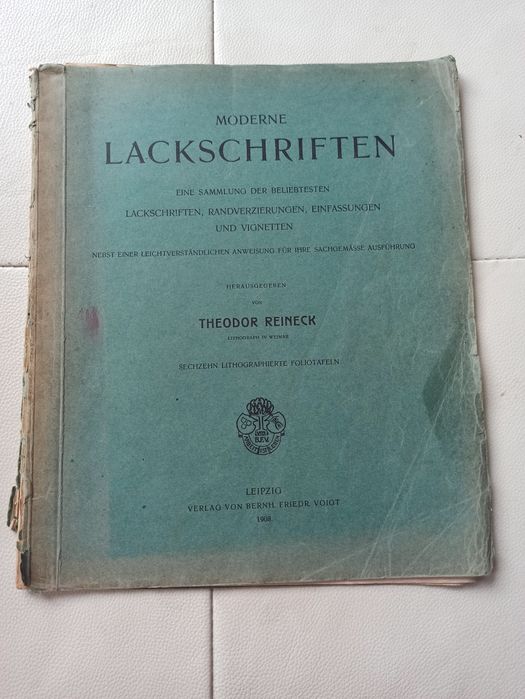 MODERNE
LACKSCHRIFTEN
EINE SAMMLUNG DER BELIEBTESTEN
LACKSCHRIFTEN, RANDVERZIERUNGEN, EINFASSUNGEN
UND VIGNETTEN
NEBST EINER LEICHTVERSTÄNDLICHEN ANWEISUNG FÜR IHRE SACHGEMÄSSE AUSFÜHRUNG
HERAUSGEGEBEN
VON
THEODOR REINECK
LITHOGRAPH IN WEIMAR
SECHZEHN LITHOGRAPHIERTE FOLIOTAFELN
B.F.V.
LEIPZIG
VERLAG VON BERNH. FRIEDR. VOIGT
1908